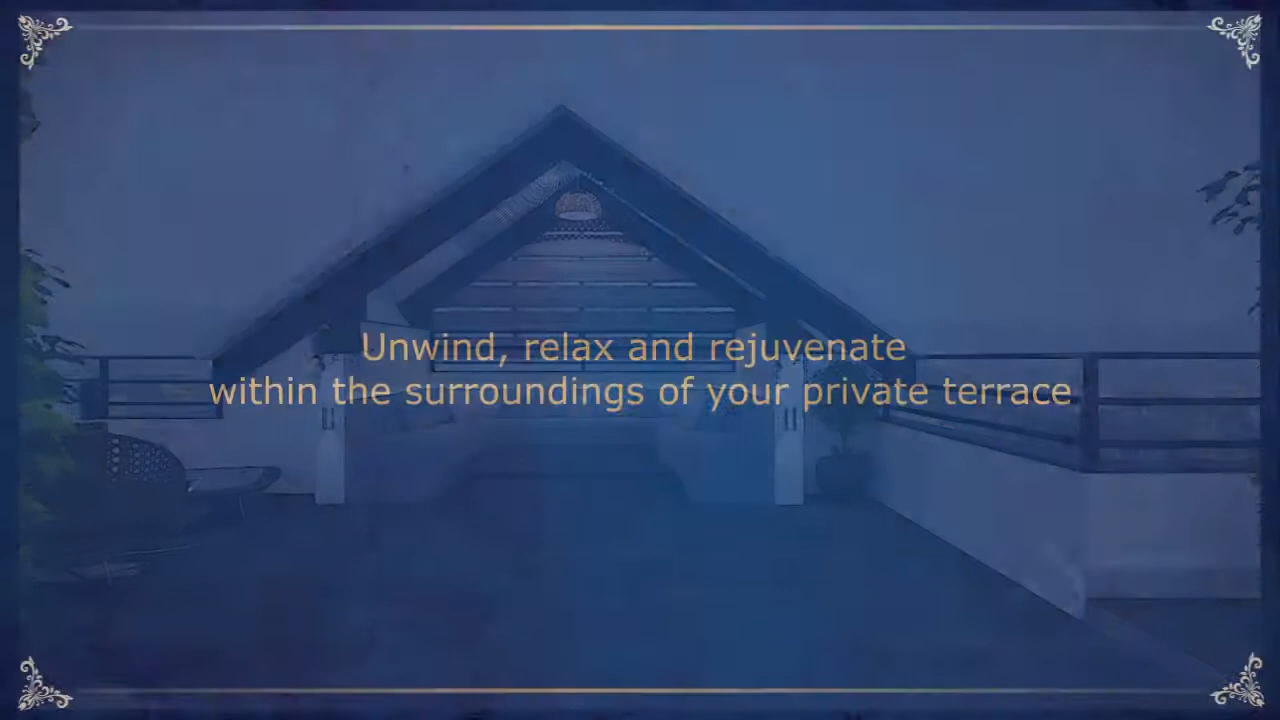 Unwind, relax and rejuvenate
within the surroundings of your private terrace